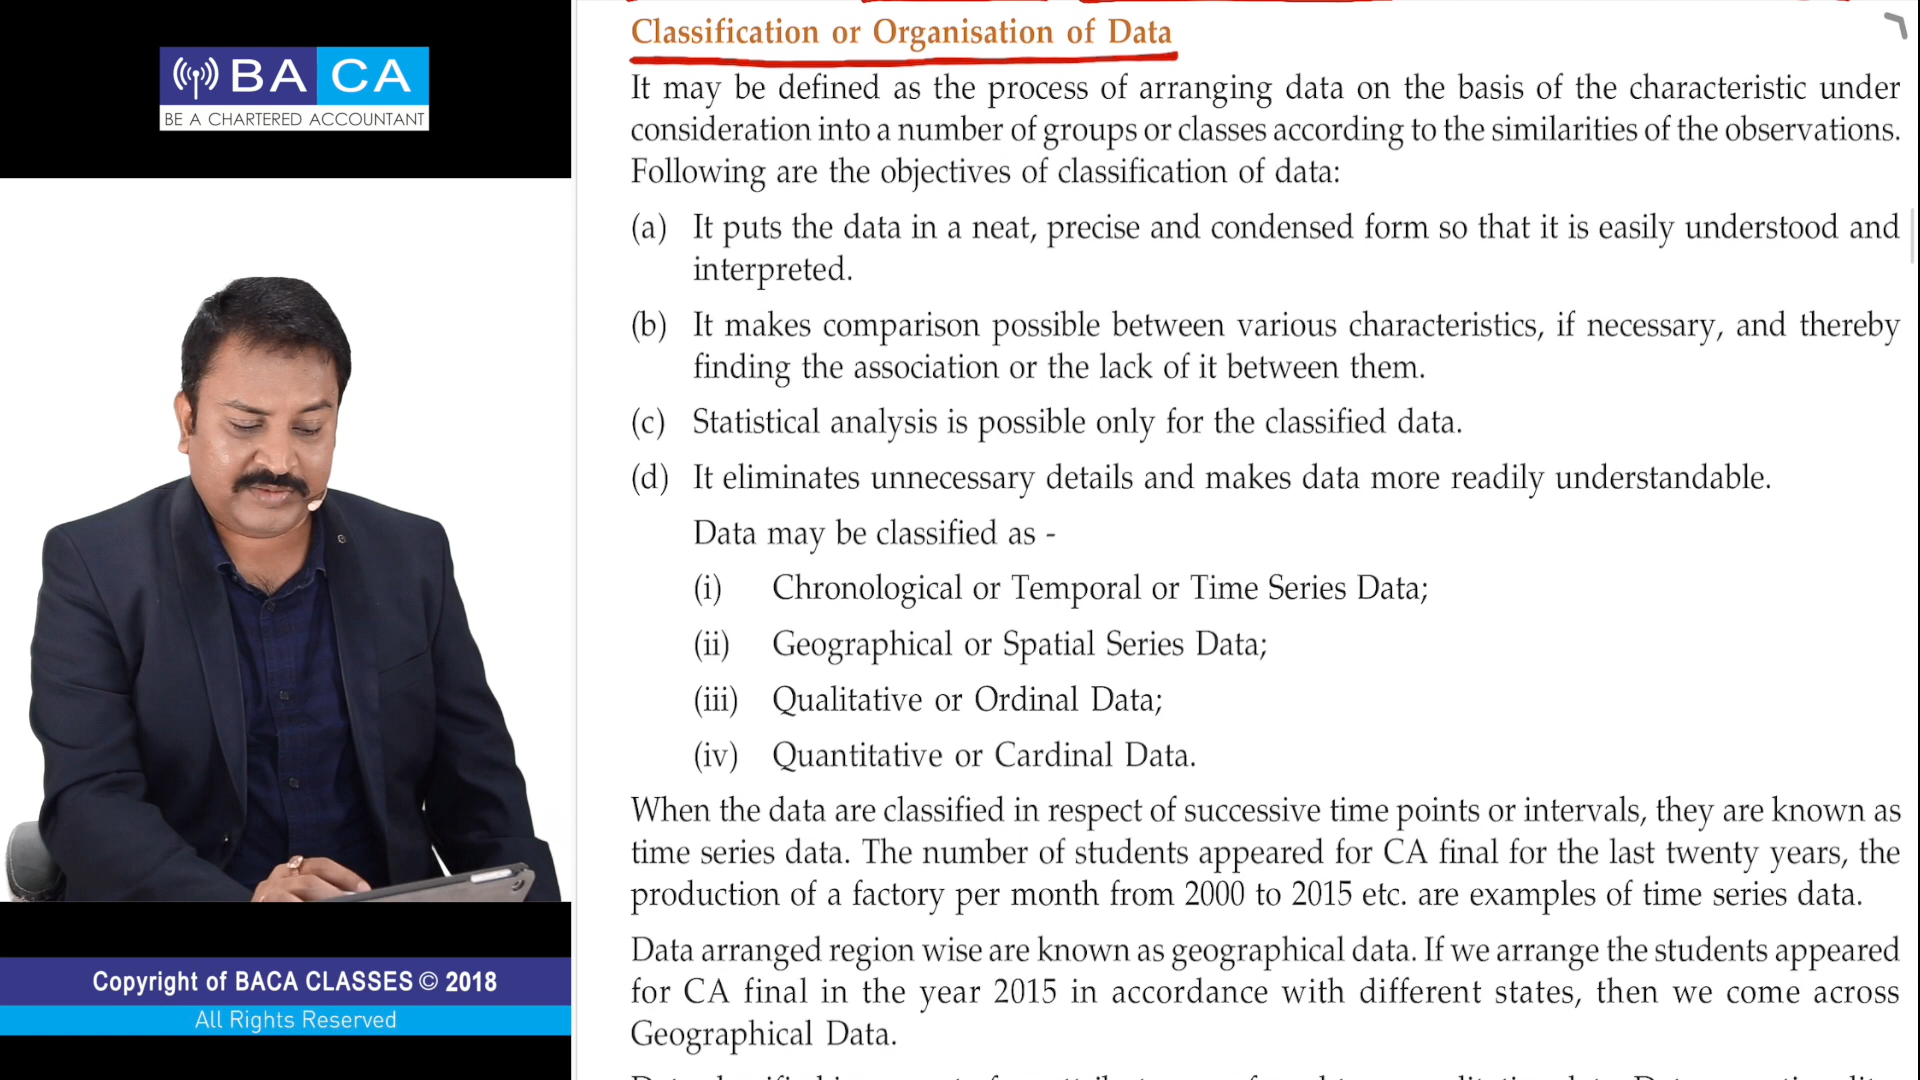 BA CA
BE A CHARTERED ACCOUNTANT
Classification or Organisation of Data
It may be defined as the process of arranging data on the basis of the characteristic under
consideration into a number of groups or classes according to the similarities of the observations.
Following are the objectives of classification of data:
(a) It puts the data in a neat, precise and condensed form so that it is easily understood and
interpreted.
(b) It makes comparison possible between various characteristics, if necessary, and thereby
finding the association or the lack of it between them.
(c) Statistical analysis is possible only for the classified data.
(d) It eliminates unnecessary details and makes data more readily understandable.
Data may be classified as -
(i) Chronological or Temporal or Time Series Data;
(ii) Geographical or Spatial Series Data;
(iii) Qualitative or Ordinal Data;
(iv) Quantitative or Cardinal Data.
When the data are classified in respect of successive time points or intervals, they are known as
time series data. The number of students appeared for CA final for the last twenty years, the
production of a factory per month from 2000 to 2015 etc. are examples of time series data.
Data arranged region wise are known as geographical data. If we arrange the students appeared
for CA final in the year 2015 in accordance with different states, then we come across
Geographical Data.
Copyright of BACA CLASSES © 2018
All Rights Reserved